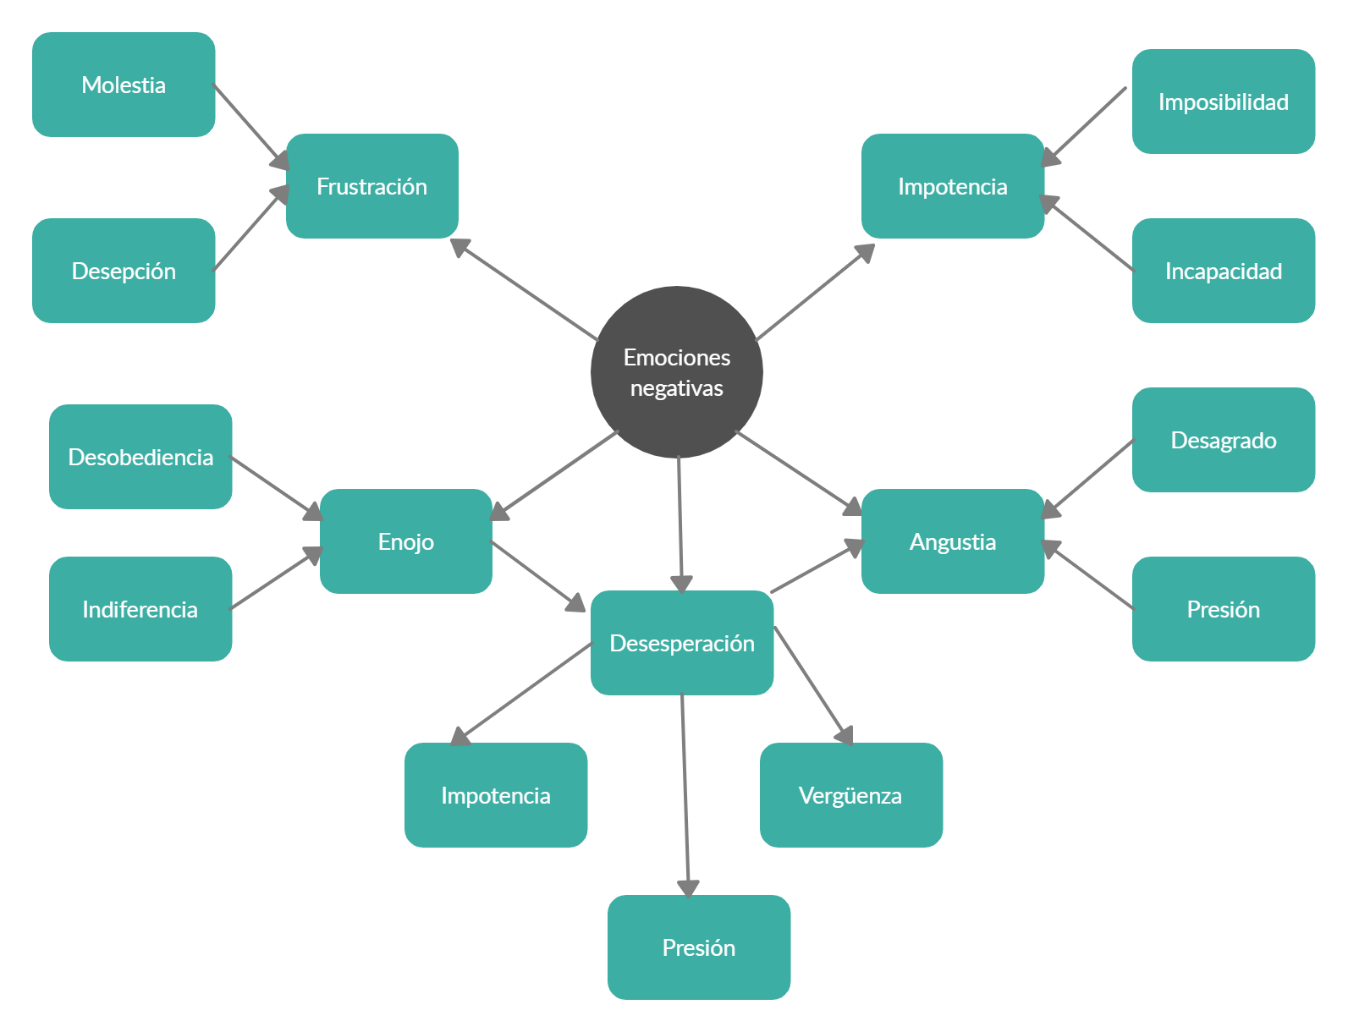 Molestia
Imposibilidad
Frustración
Impotencia
Desepción
Incapacidad
Emociones
negativas
Desobediencia
Desagrado
Enojo
Angustia
Indiferencia
Presión
Desesperación
Impotencia
Vergüenza
Presión